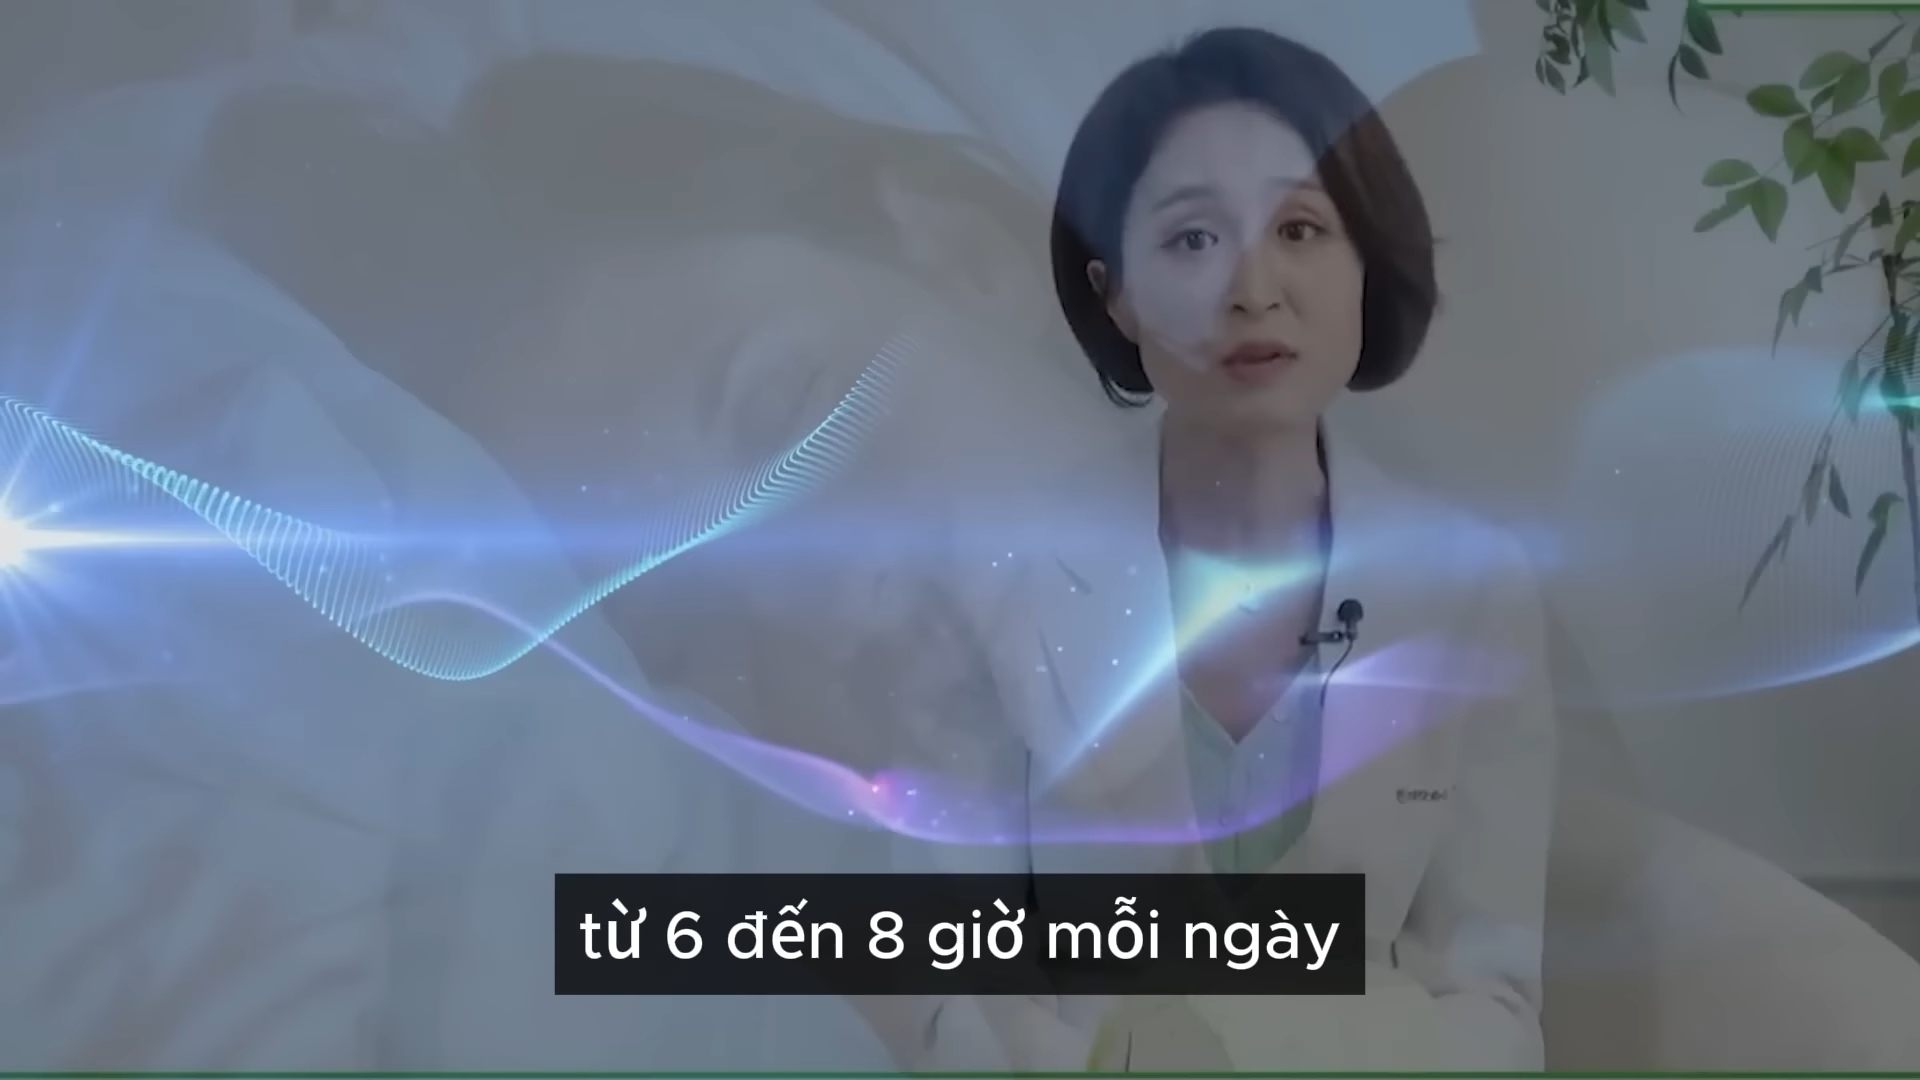 từ 6 đến 8 giờ mỗi ngày